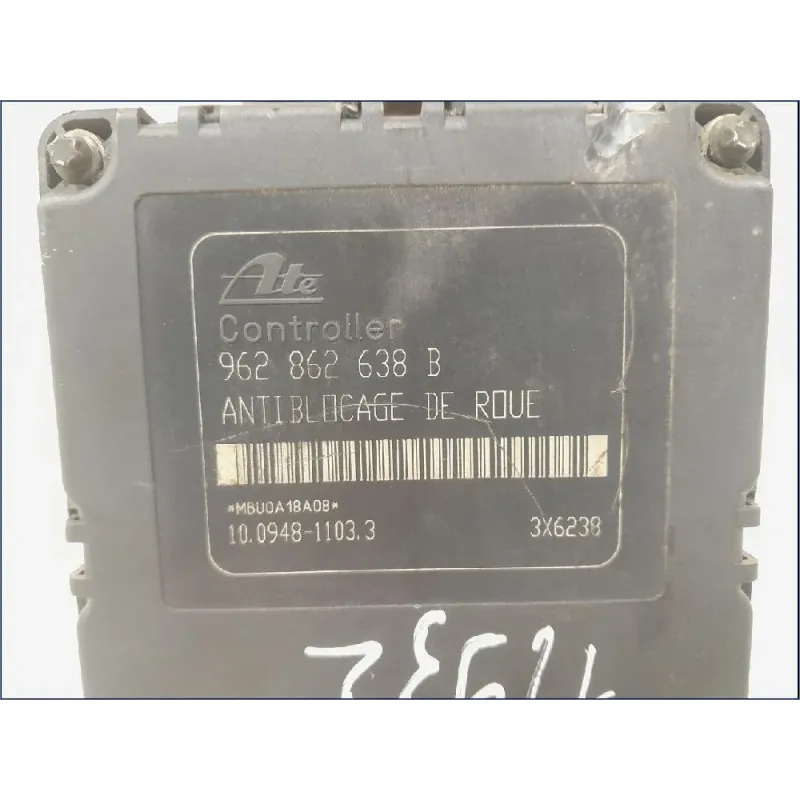 Ate
Controller
962 862 638 B
ANTIBLOCAGE DE ROUE
*MBU0A18A08*
10.0948-1103.3 3X6238